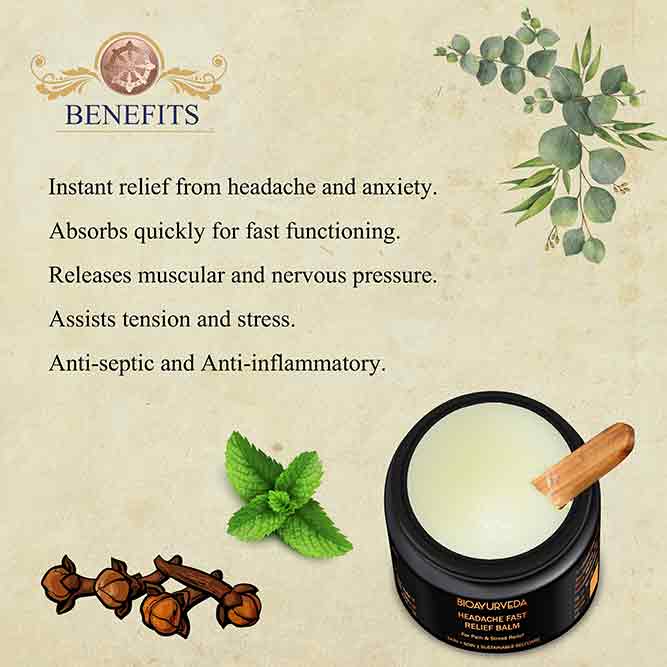 BENEFITS
Instant relief from headache and anxiety.
Absorbs quickly for fast functioning.
Releases muscular and nervous pressure.
Assists tension and stress.
Anti-septic and Anti-inflammatory.
BIOAYURVEDA
HEADACHE FAST
RELIEF BALM
For Pain & Stress Relief